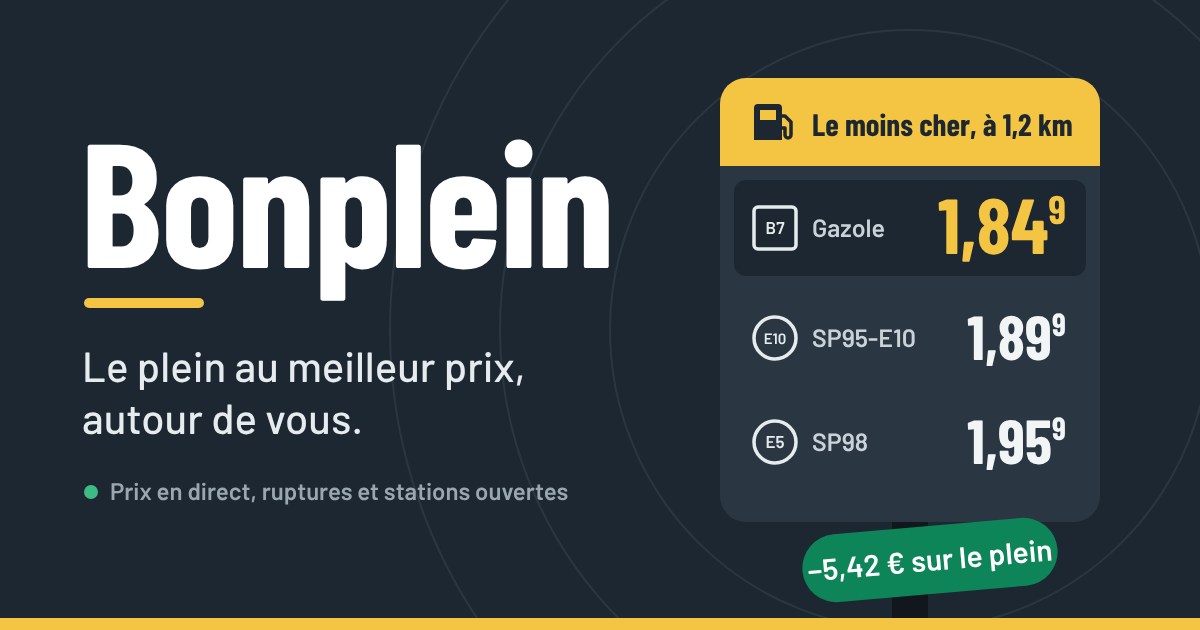 Bonplein
Le plein au meilleur prix,
autour de vous.
Prix en direct, ruptures et stations ouvertes
Le moins cher, à 1,2 km
B7 Gazole 1,84⁹
E10 SP95-E10 1,89⁹
E5 SP98 1,95⁹
–5,42 € sur le plein